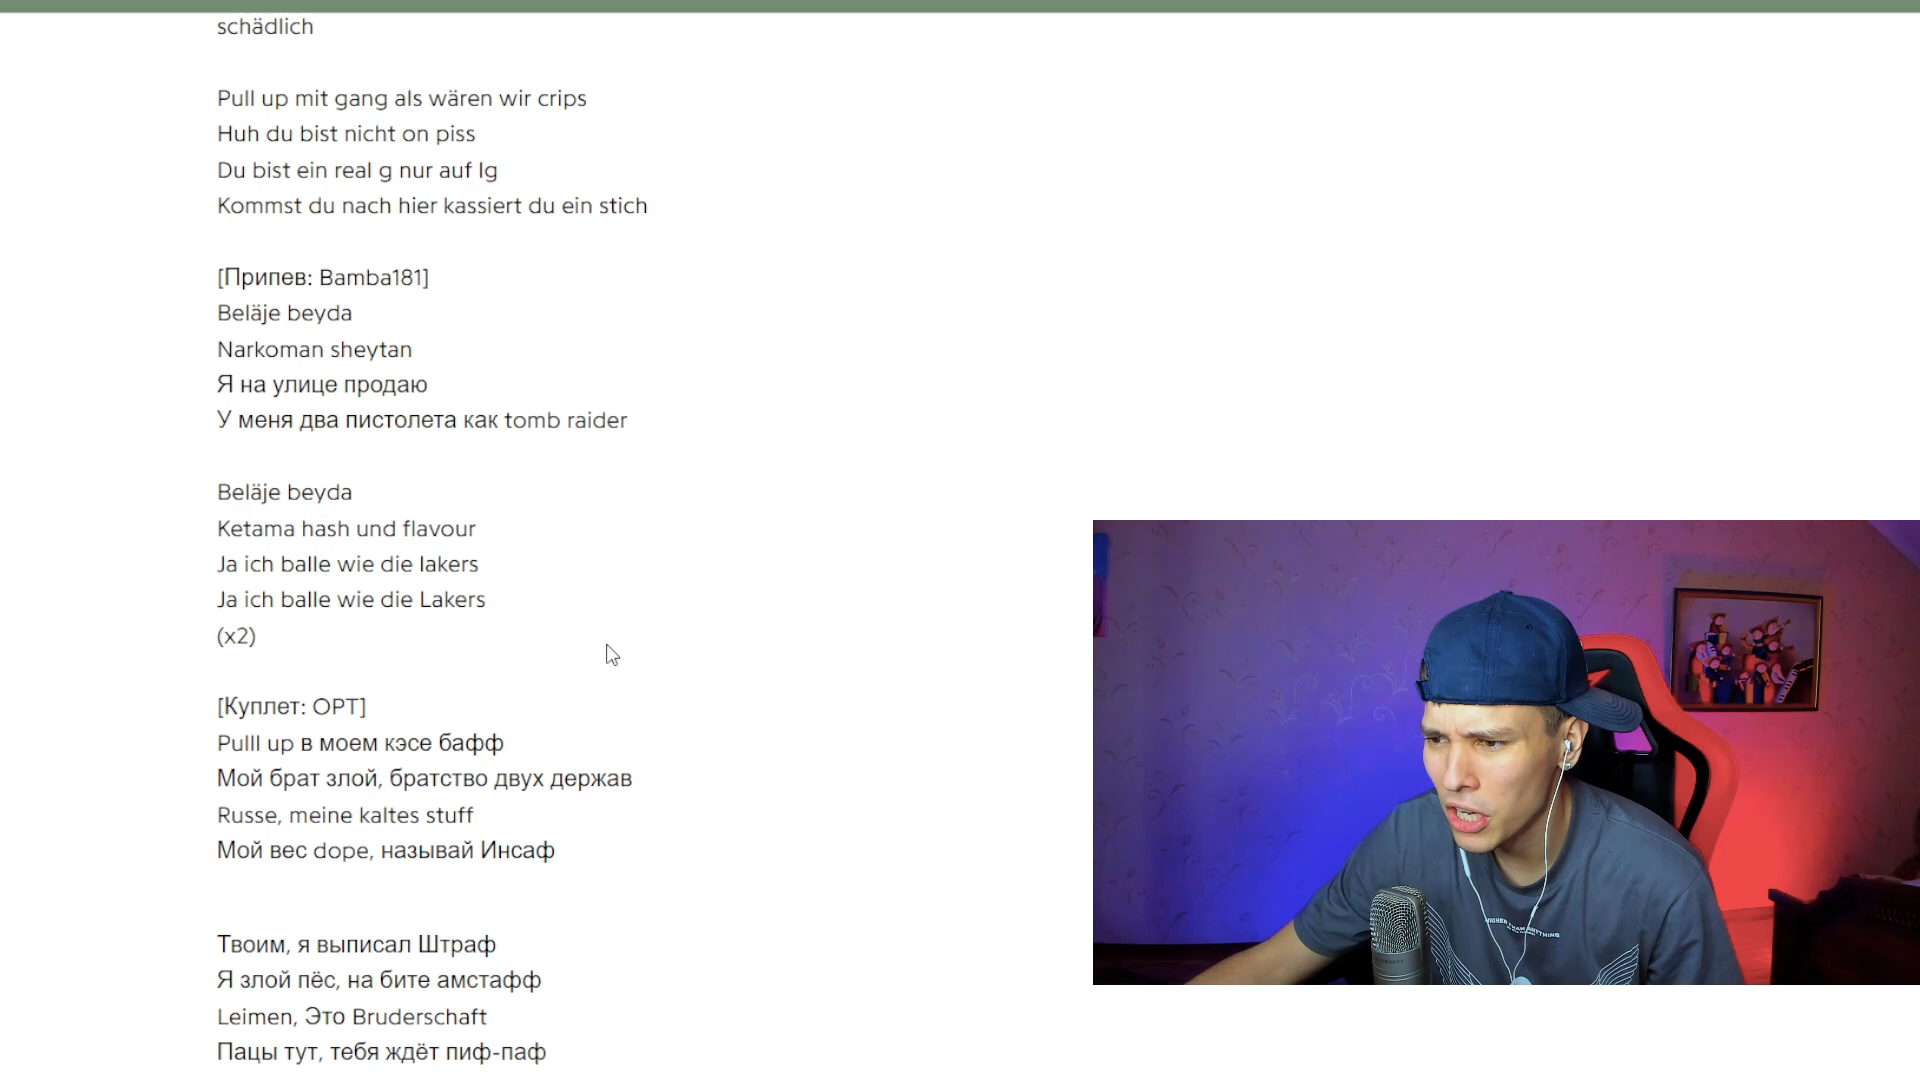 schädlich
Pull up mit gang als wären wir crips
Huh du bist nicht on piss
Du bist ein real g nur auf Ig
Kommst du nach hier kassiert du ein stich
[Припев: Bamba181]
Beläje beyda
Narkoman sheytan
Я на улице продаю
У меня два пистолета как tomb raider
Beläje beyda
Ketama hash und flavour
Ja ich balle wie die lakers
Ja ich balle wie die Lakers
(x2)
[Куплет: ОРТ]
Pulll up в моем кэсе бафф
Мой брат злой, братство двух держав
Russe, meine kaltes stuff
Мой вес dope, называй Инсаф
Твоим, я выписал Штраф
Я злой пёс, на бите амстафф
Leimen, Это Bruderschaft
Пацы тут, тебя ждёт пиф-паф